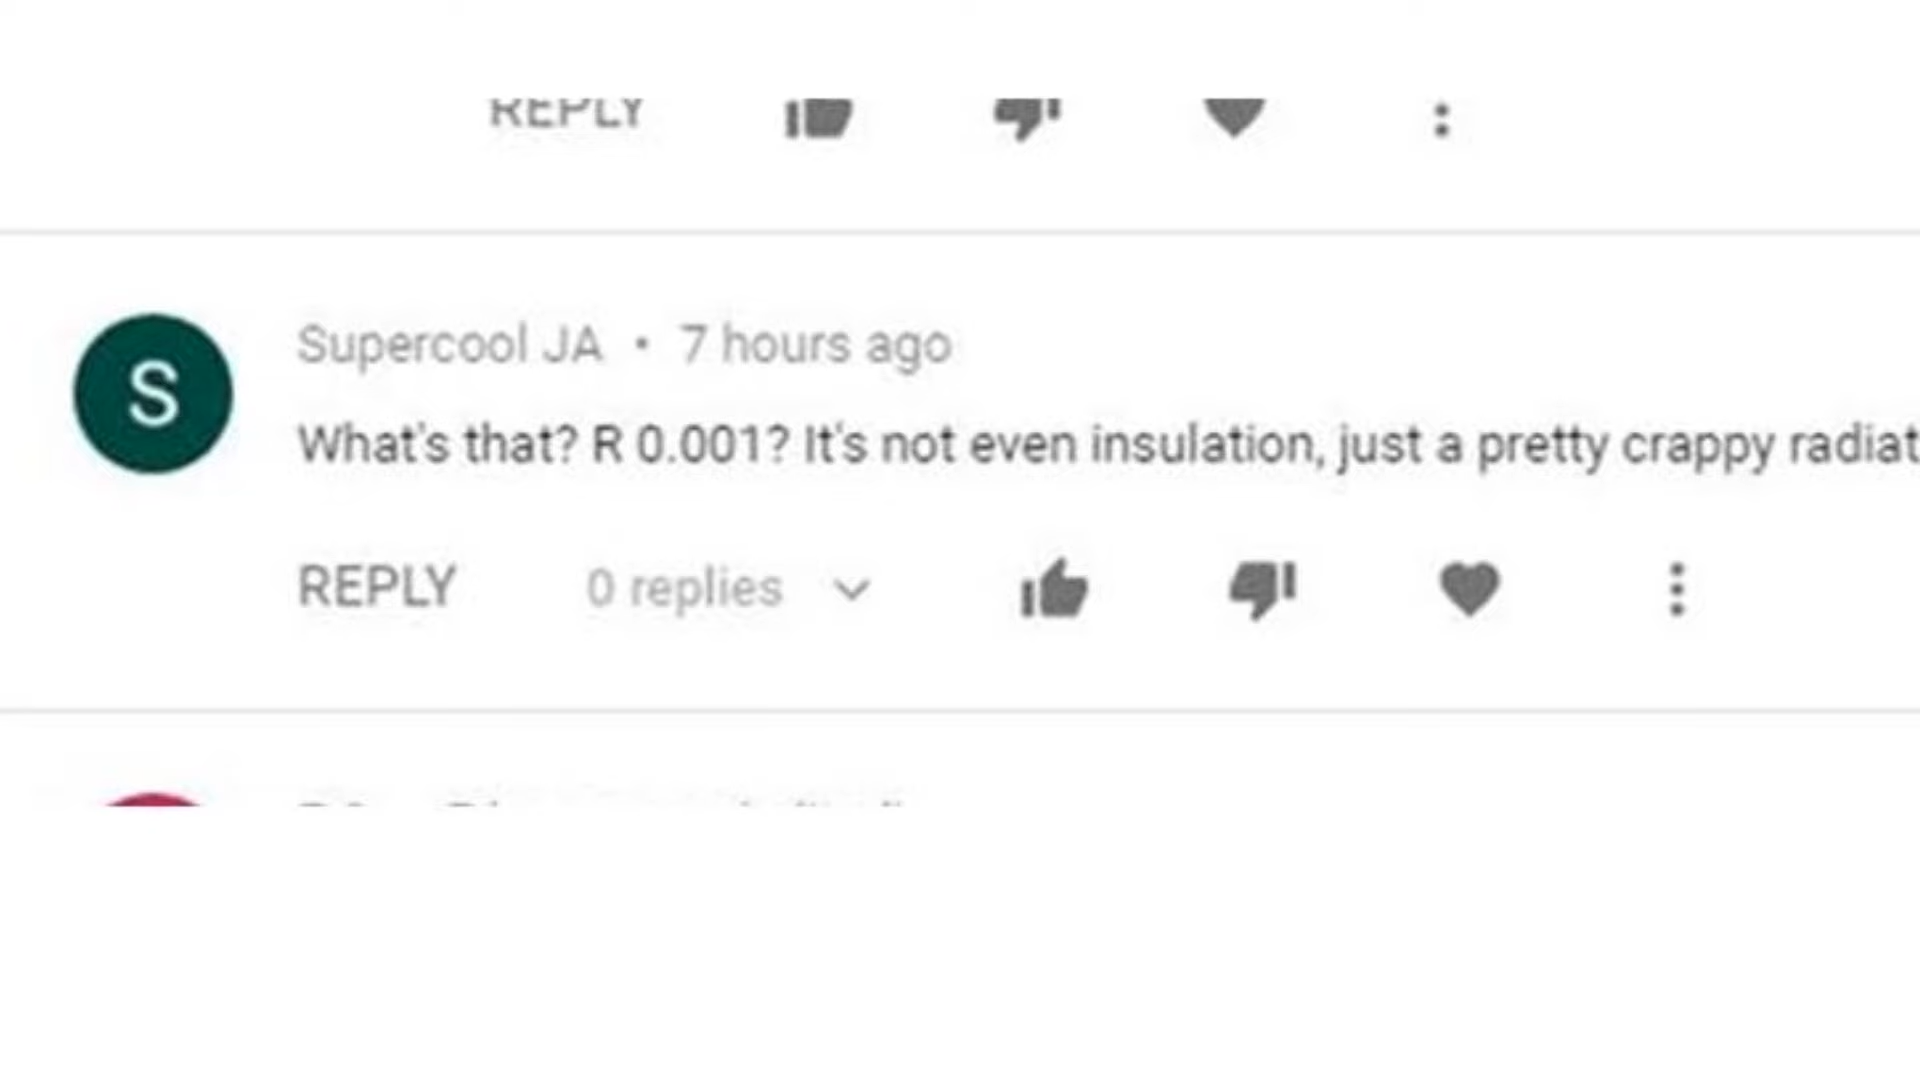 REPLY
S
Supercool JA • 7 hours ago
What's that? R 0.001? It's not even insulation, just a pretty crappy radiat
REPLY 0 replies